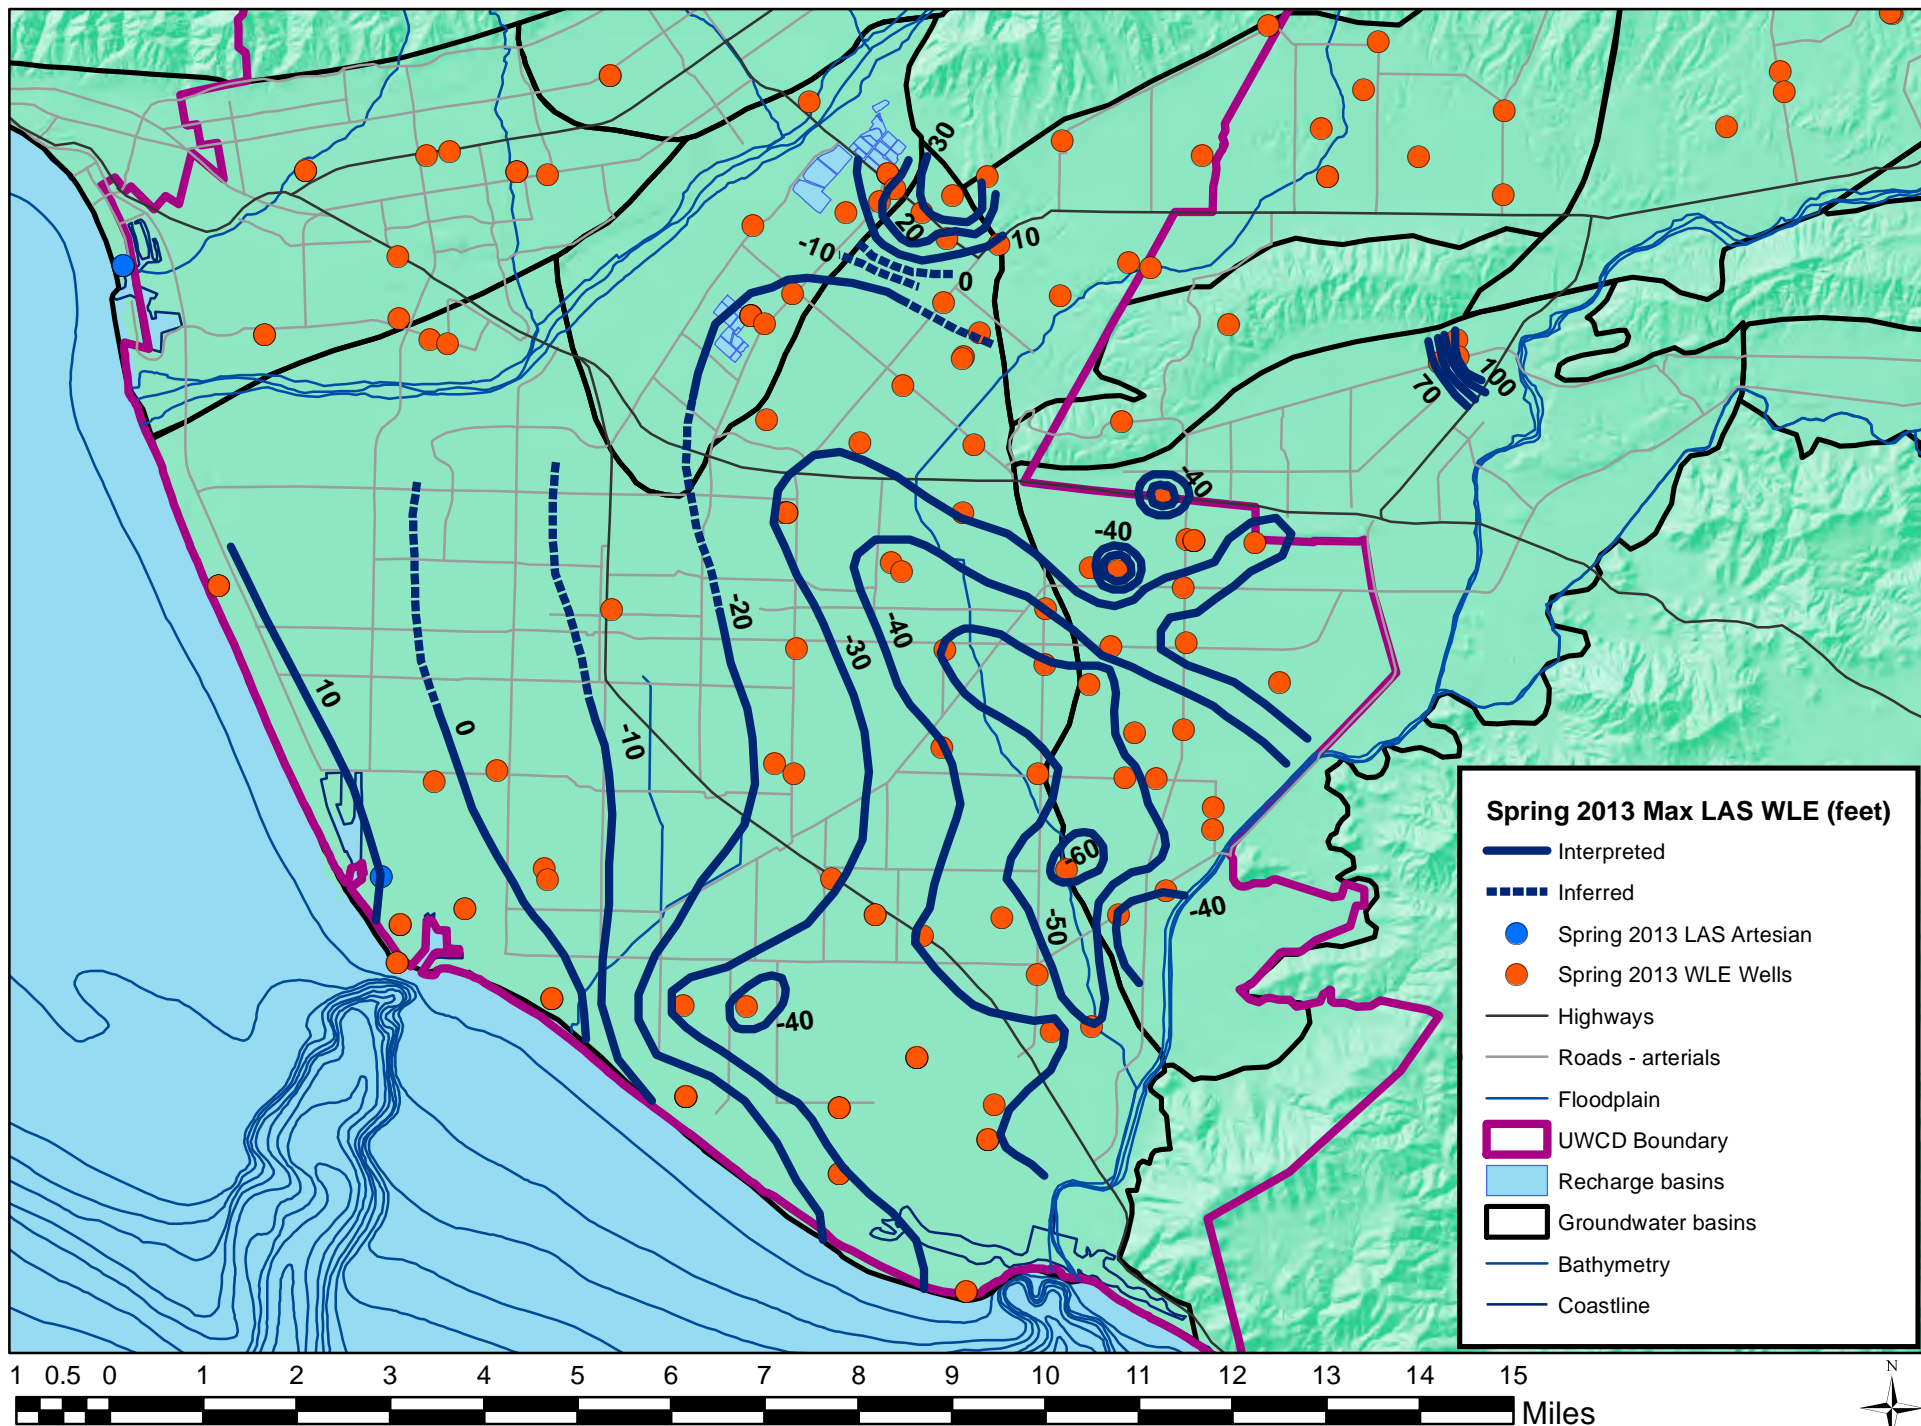 30
20
10
-10
0
100
70
-40
-40
-20
-40
-30
10
0
-10
-60
-40
-50
-40
Spring 2013 Max LAS WLE (feet)
Interpreted
Inferred
Spring 2013 LAS Artesian
Spring 2013 WLE Wells
Highways
Roads - arterials
Floodplain
UWCD Boundary
Recharge basins
Groundwater basins
Bathymetry
Coastline
1 0.5 0 1 2 3 4 5 6 7 8 9 10 11 12 13 14 15
Miles
N